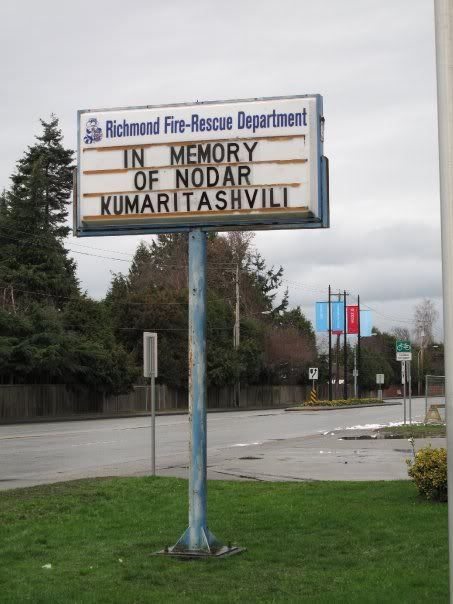 Richmond Fire-Rescue Department
IN MEMORY
OF NODAR
KUMARITASHVILI